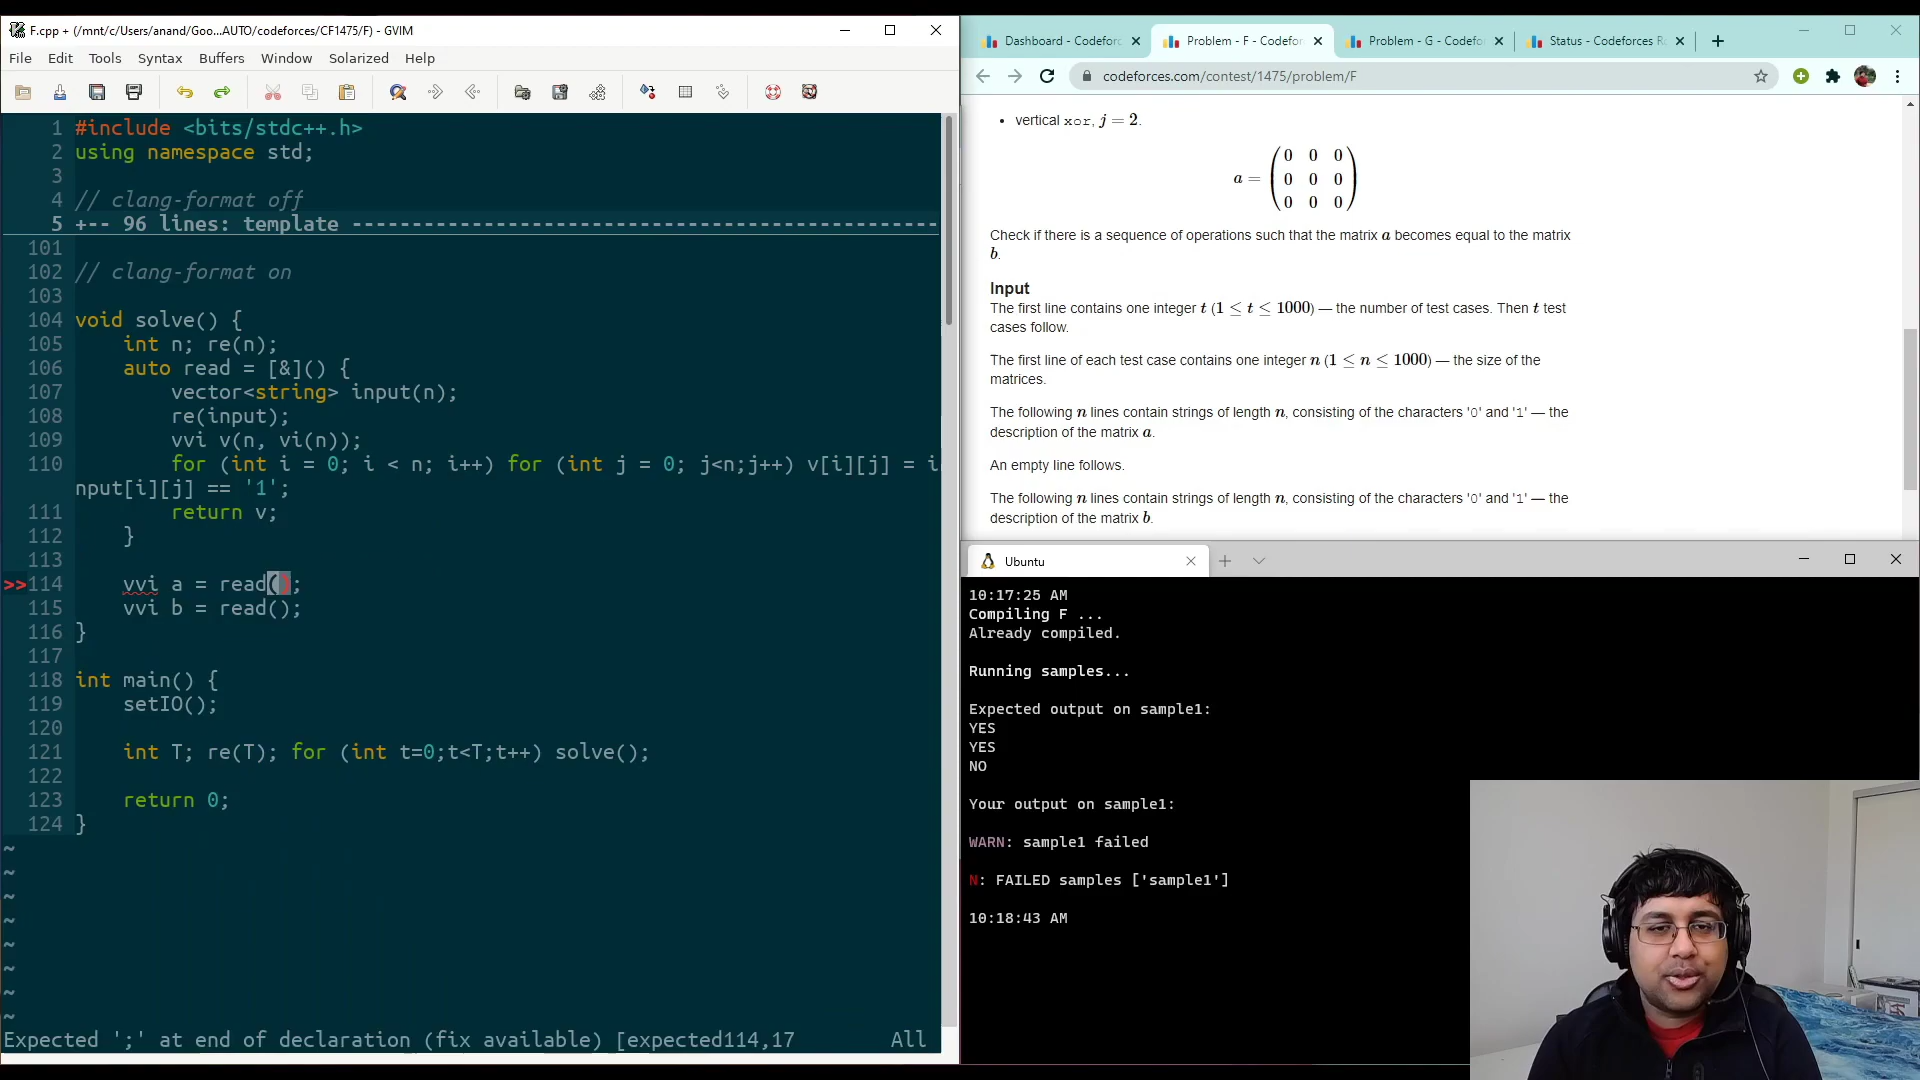 F.cpp + (/mnt/c/Users/anand/Goo...AUTO/codeforces/CF1475/F) - GVIM
File Edit Tools Syntax Buffers Window Solarized Help
1 #include <bits/stdc++.h>
2 using namespace std;
3
4 // clang-format off
5 +-- 96 lines: template --------------------------------------------------
101
102 // clang-format on
103
104 void solve() {
105 int n; re(n);
106 auto read = [&]() {
107 vector<string> input(n);
108 re(input);
109 vvi v(n, vi(n));
110 for (int i = 0; i < n; i++) for (int j = 0; j<n;j++) v[i][j] = i
nput[i][j] == '1';
111 return v;
112 }
113
>>114 vvi a = read();
115 vvi b = read();
116 }
117
118 int main() {
119 setIO();
120
121 int T; re(T); for (int t=0;t<T;t++) solve();
122
123 return 0;
124 }
~
~
~
~
~
~
~
~
Expected ';' at end of declaration (fix available) [expected114,17 All
Dashboard - Codeforc
Problem - F - Codefor
Problem - G - Codefo
Status - Codeforces R
codeforces.com/contest/1475/problem/F
• vertical xor, j = 2.
a = (0 0 0
0 0 0
0 0 0)
Check if there is a sequence of operations such that the matrix a becomes equal to the matrix
b.
Input
The first line contains one integer t (1 ≤ t ≤ 1000) — the number of test cases. Then t test
cases follow.
The first line of each test case contains one integer n (1 ≤ n ≤ 1000) — the size of the
matrices.
The following n lines contain strings of length n, consisting of the characters '0' and '1' — the
description of the matrix a.
An empty line follows.
The following n lines contain strings of length n, consisting of the characters '0' and '1' — the
description of the matrix b.
Ubuntu
10:17:25 AM
Compiling F ...
Already compiled.
Running samples...
Expected output on sample1:
YES
YES
NO
Your output on sample1:
WARN: sample1 failed
N: FAILED samples ['sample1']
10:18:43 AM